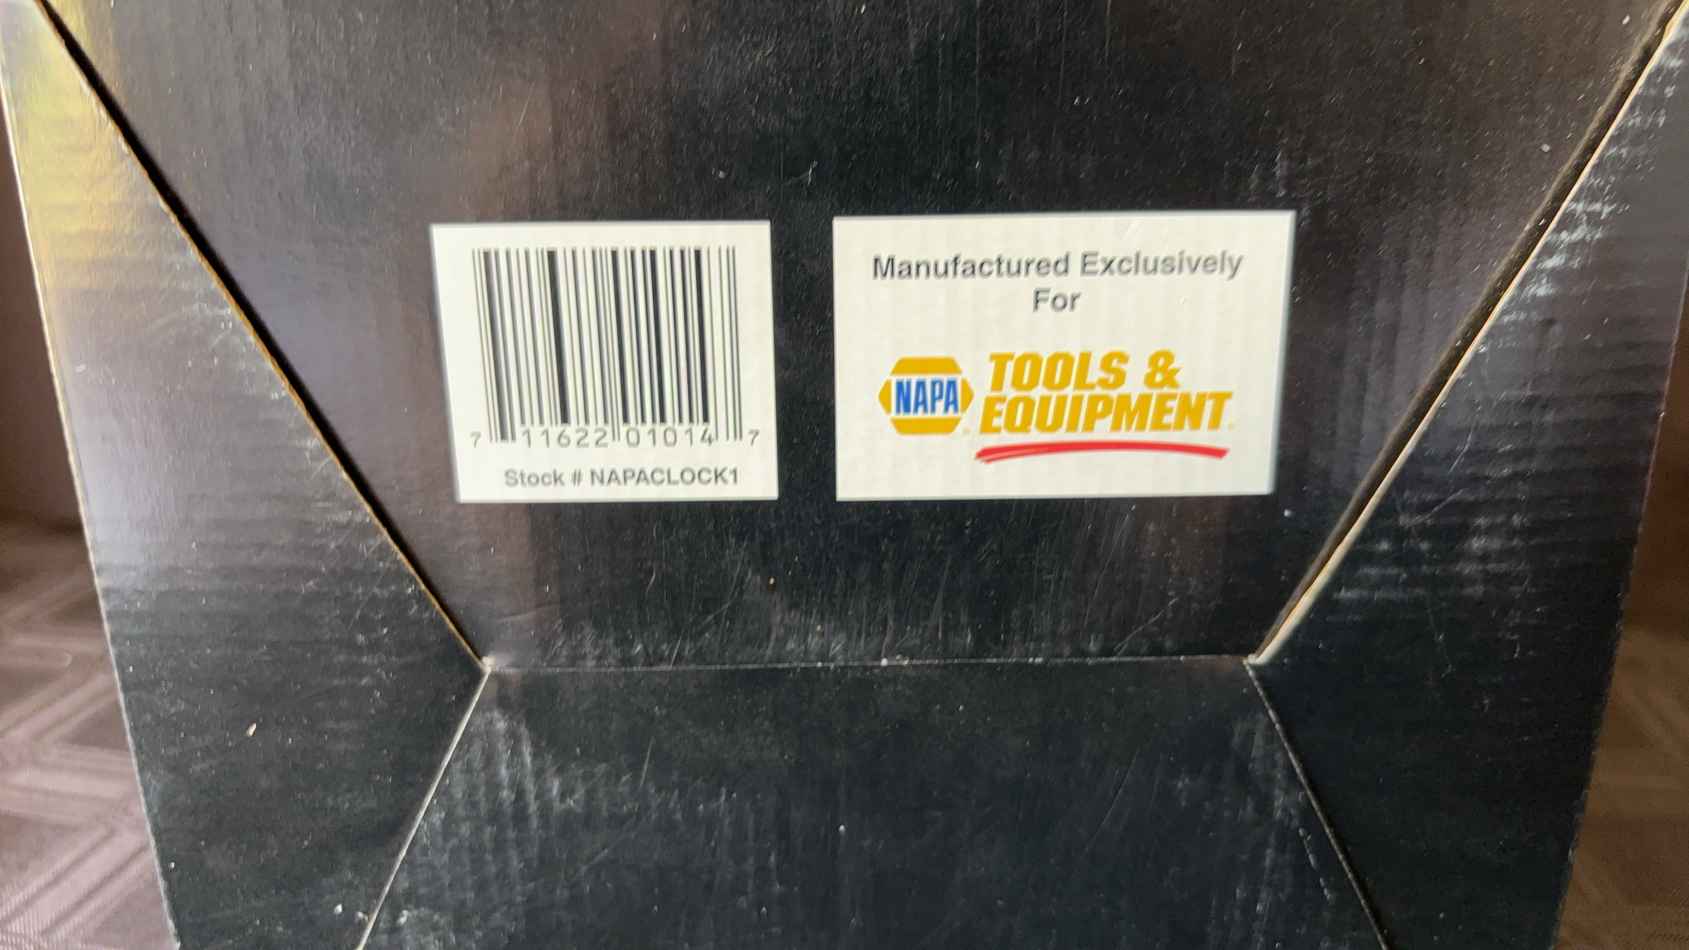 7 11622 01014 7
Stock # NAPACLOCK1
Manufactured Exclusively
For
NAPA
TOOLS &
EQUIPMENT